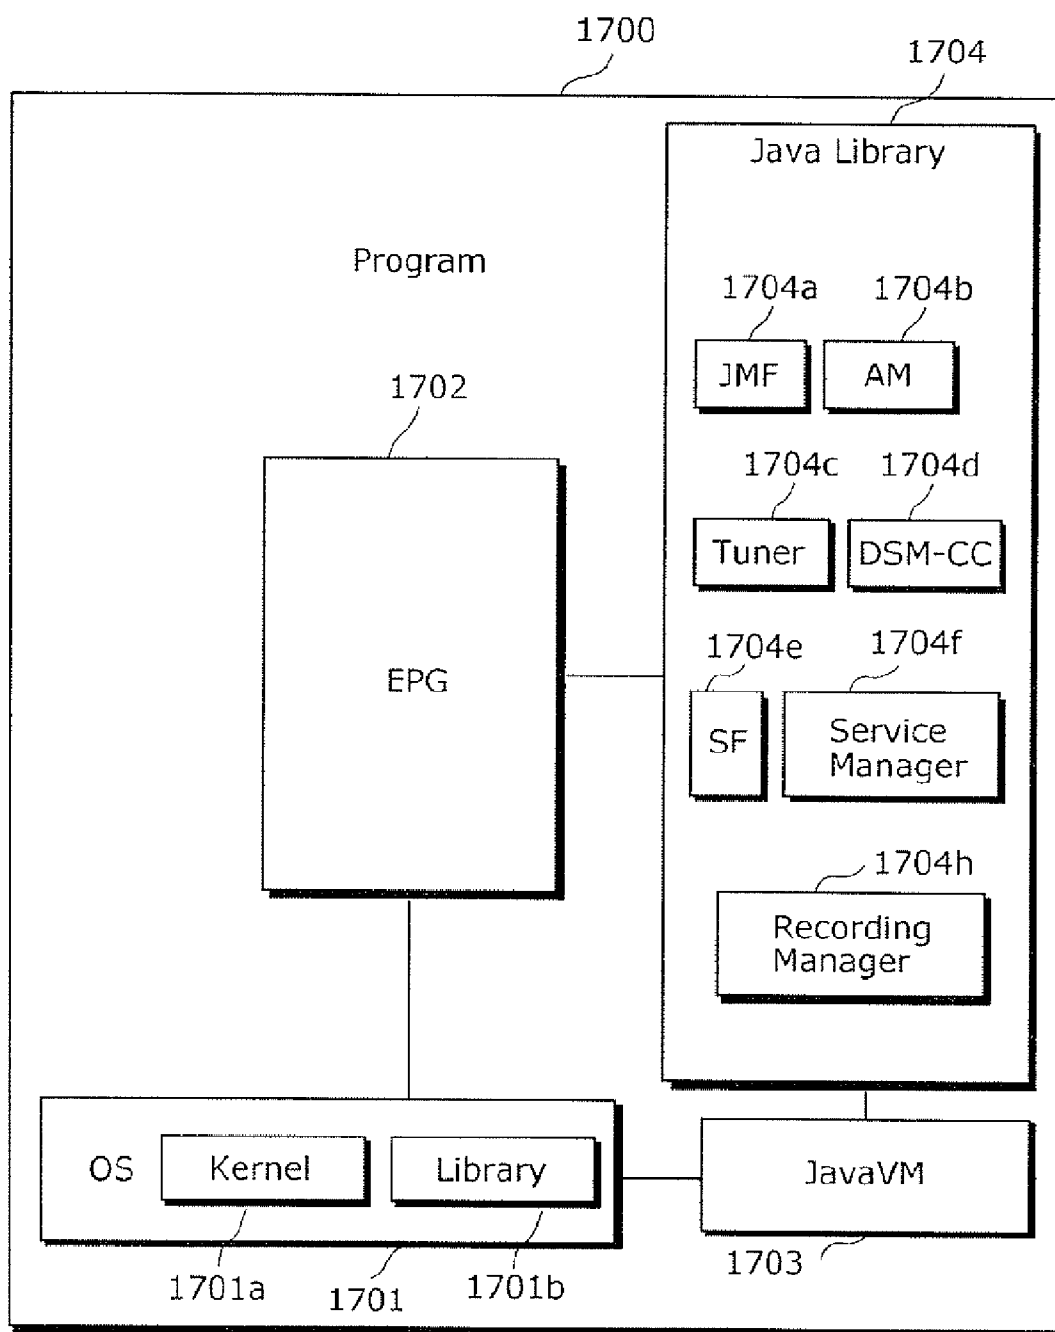 1700
1704
Java Library
Program
1704a
1704b
JMF
AM
1702
1704c
1704d
Tuner
DSM-CC
1704e
1704f
EPG
SF
Service
Manager
1704h
Recording
Manager
OS
Kernel
Library
JavaVM
1701a
1701
1701b
1703